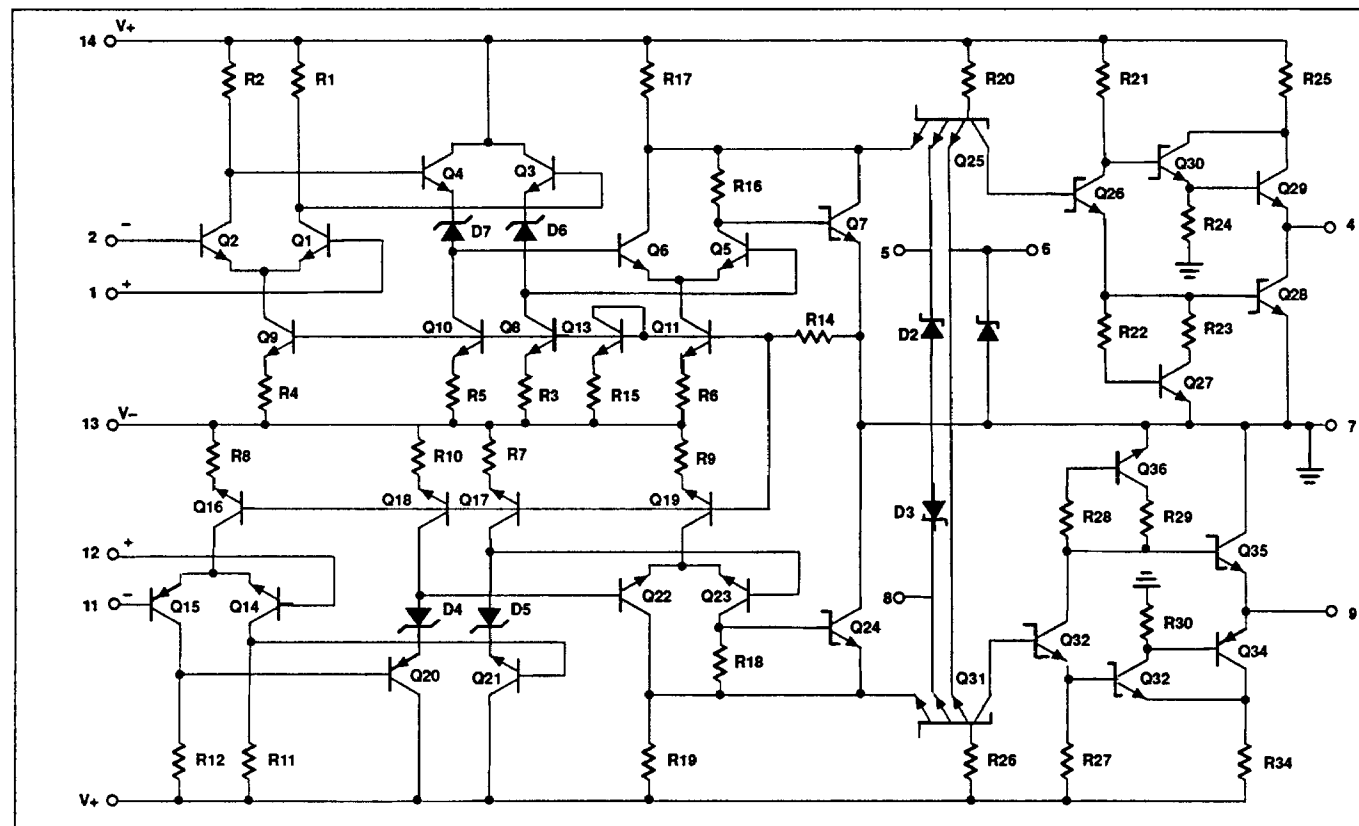 14 V+
R2 R1 R17 R20 R21 R25
Q4 Q3 R16 Q25 Q30
Q26 Q29
2 − Q2 Q1 D7 D6 Q6 Q5 Q7 R24 4
5 6
1 +
Q28
Q9 Q10 Q8 Q13 Q11 R14 D2 R22 R23
R4 R5 R3 R15 R6 Q27
13 V− 7
R8 R10 R7 R9 Q36
Q16 Q18 Q17 Q19 D3 R28 R29
12 + Q35
11 − Q15 Q14 D4 D5 Q22 Q23 8 Q24 9
R30
Q20 Q21 R18 Q31 Q32 Q32 Q34
R12 R11 R19 R26 R27 R34
V+